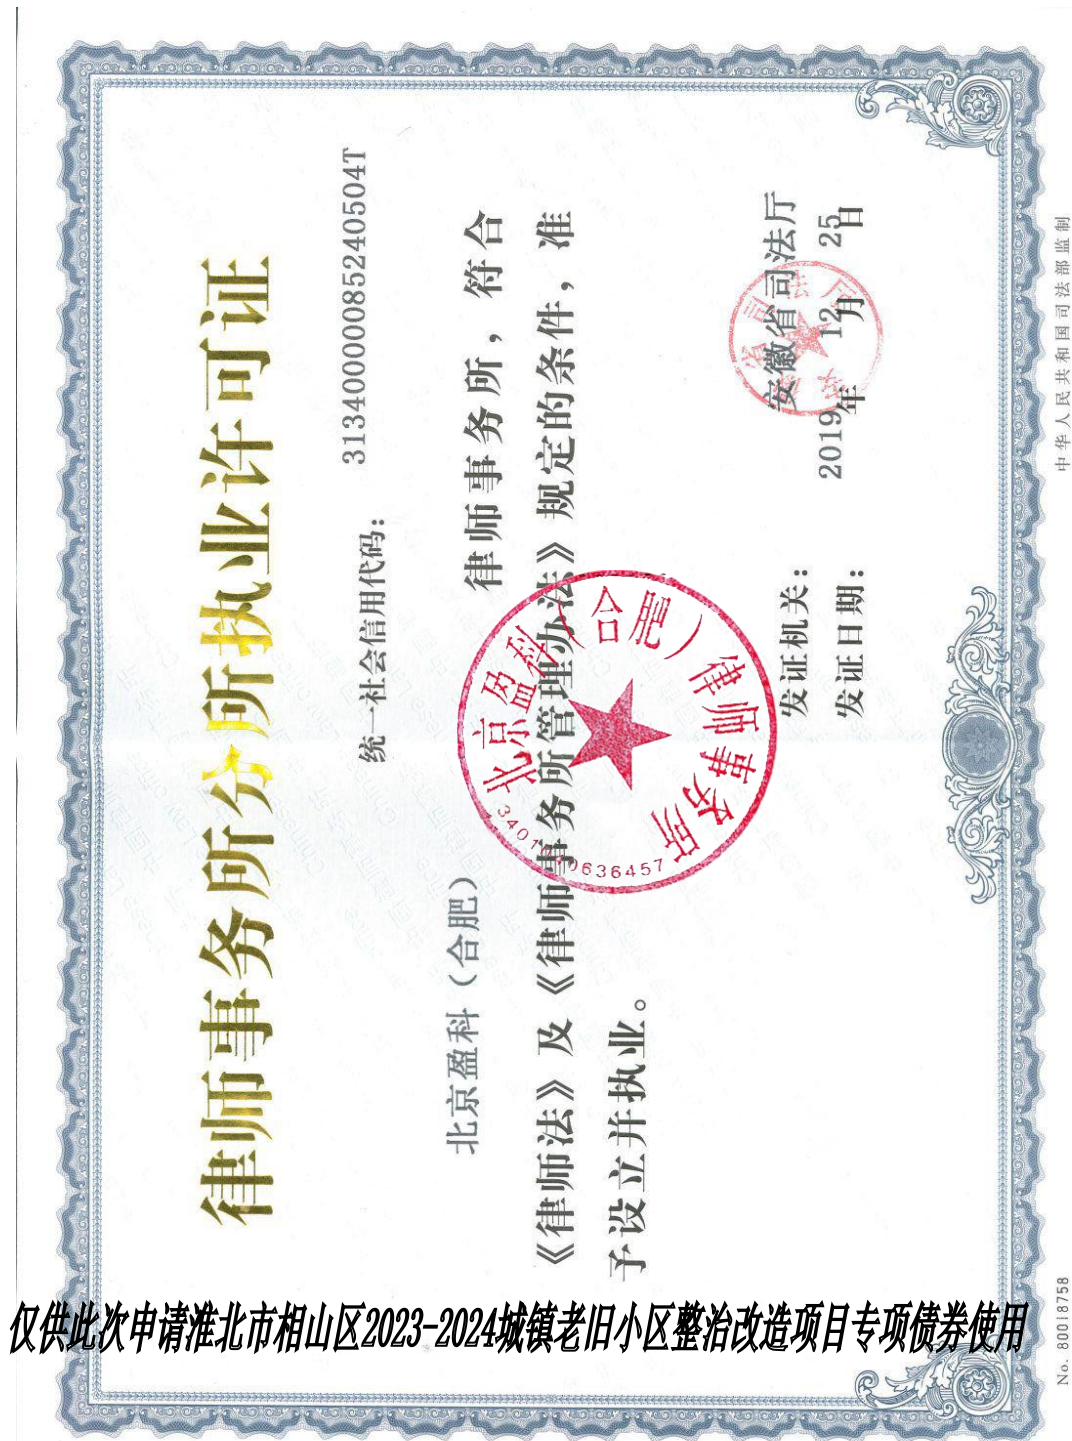 律师事务所分所执业许可证
统一社会信用代码：
31340000852405 04T
北京盈科（合肥）
律师事务所，符合
《律师法》及《律师事务所管理办法》规定的条件，准
予设立并执业。
北京盈科（合肥）律师事务所
发证机关：
安徽省司法厅
发证日期：
2019年12月25日
中华人民共和国司法部监制
No. 80018758
仅供此次申请淮北市相山区2023-2024城镇老旧小区整治改造项目专项债券使用